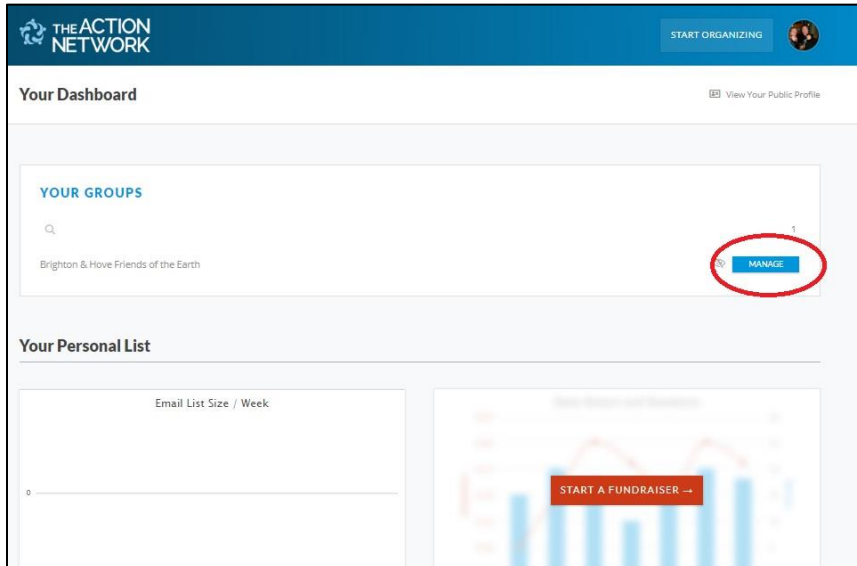 THE ACTION
NETWORK
START ORGANIZING
Your Dashboard
View Your Public Profile
YOUR GROUPS
1
Brighton & Hove Friends of the Earth
MANAGE
Your Personal List
Email List Size / Week
0
START A FUNDRAISER →